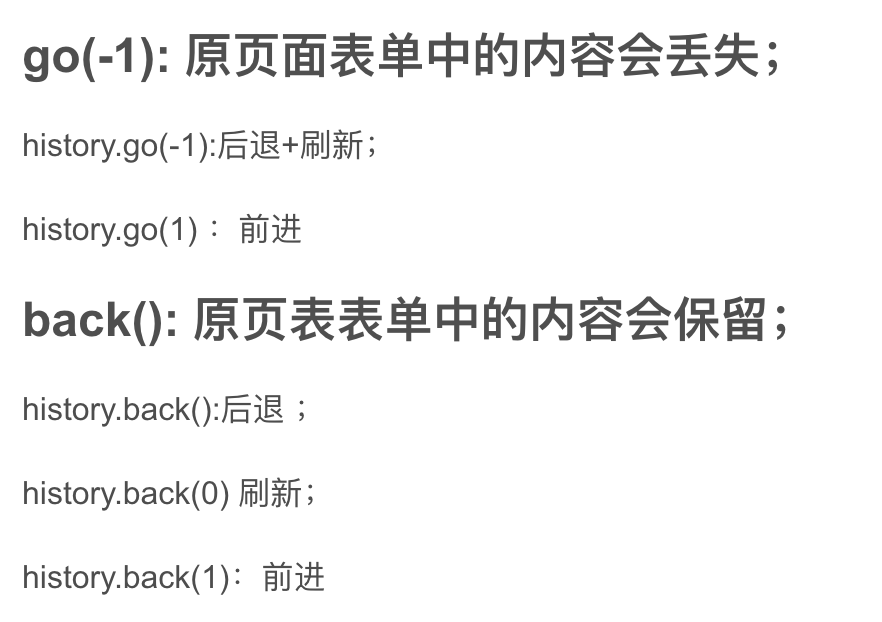 go(-1): 原页面表单中的内容会丢失；
history.go(-1):后退+刷新；
history.go(1) ：前进
back(): 原页表表单中的内容会保留；
history.back():后退 ；
history.back(0) 刷新；
history.back(1)：前进